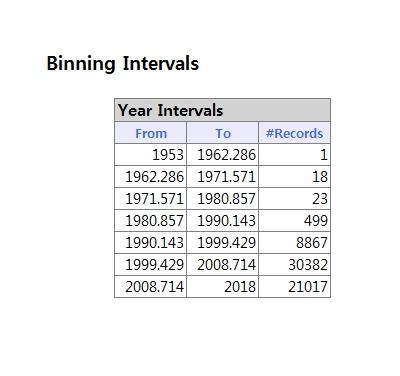 Binning Intervals
Year Intervals
From To #Records
1953 1962.286 1
1962.286 1971.571 18
1971.571 1980.857 23
1980.857 1990.143 499
1990.143 1999.429 8867
1999.429 2008.714 30382
2008.714 2018 21017